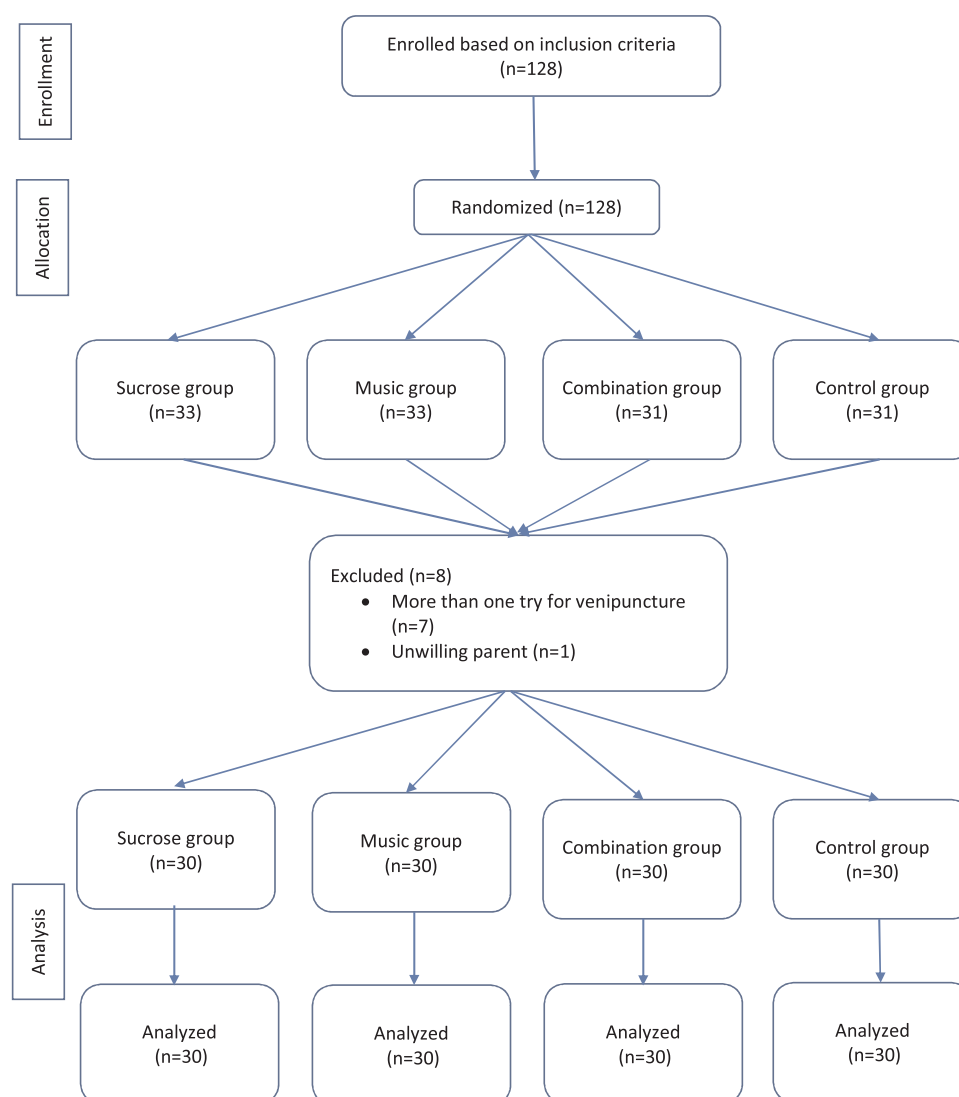 Enrollment
Enrolled based on inclusion criteria
(n=128)
Allocation
Randomized (n=128)
Sucrose group
(n=33)
Music group
(n=33)
Combination group
(n=31)
Control group
(n=31)
Excluded (n=8)
• More than one try for venipuncture
(n=7)
• Unwilling parent (n=1)
Sucrose group
(n=30)
Music group
(n=30)
Combination group
(n=30)
Control group
(n=30)
Analysis
Analyzed
(n=30)
Analyzed
(n=30)
Analyzed
(n=30)
Analyzed
(n=30)